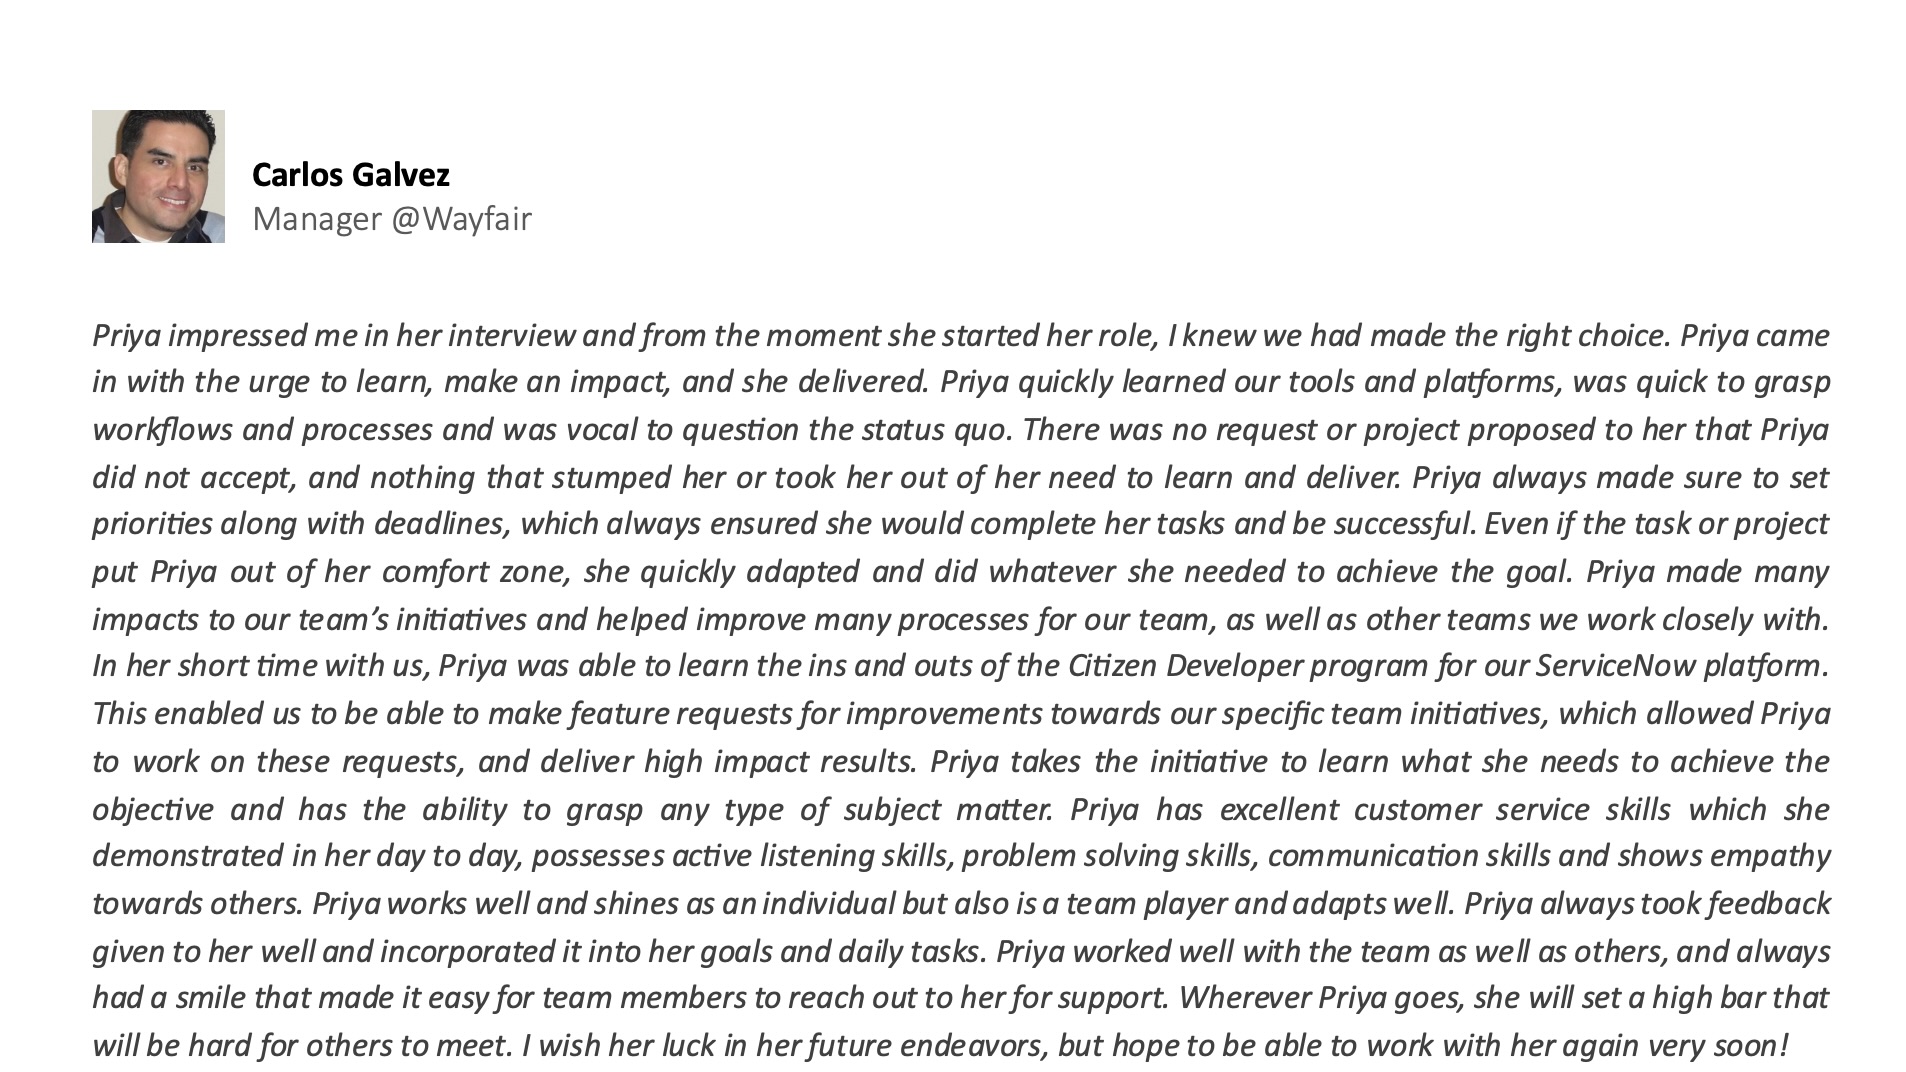 Carlos Galvez
Manager @Wayfair
Priya impressed me in her interview and from the moment she started her role, I knew we had made the right choice. Priya came
in with the urge to learn, make an impact, and she delivered. Priya quickly learned our tools and platforms, was quick to grasp
workflows and processes and was vocal to question the status quo. There was no request or project proposed to her that Priya
did not accept, and nothing that stumped her or took her out of her need to learn and deliver. Priya always made sure to set
priorities along with deadlines, which always ensured she would complete her tasks and be successful. Even if the task or project
put Priya out of her comfort zone, she quickly adapted and did whatever she needed to achieve the goal. Priya made many
impacts to our team’s initiatives and helped improve many processes for our team, as well as other teams we work closely with.
In her short time with us, Priya was able to learn the ins and outs of the Citizen Developer program for our ServiceNow platform.
This enabled us to be able to make feature requests for improvements towards our specific team initiatives, which allowed Priya
to work on these requests, and deliver high impact results. Priya takes the initiative to learn what she needs to achieve the
objective and has the ability to grasp any type of subject matter. Priya has excellent customer service skills which she
demonstrated in her day to day, possesses active listening skills, problem solving skills, communication skills and shows empathy
towards others. Priya works well and shines as an individual but also is a team player and adapts well. Priya always took feedback
given to her well and incorporated it into her goals and daily tasks. Priya worked well with the team as well as others, and always
had a smile that made it easy for team members to reach out to her for support. Wherever Priya goes, she will set a high bar that
will be hard for others to meet. I wish her luck in her future endeavors, but hope to be able to work with her again very soon!